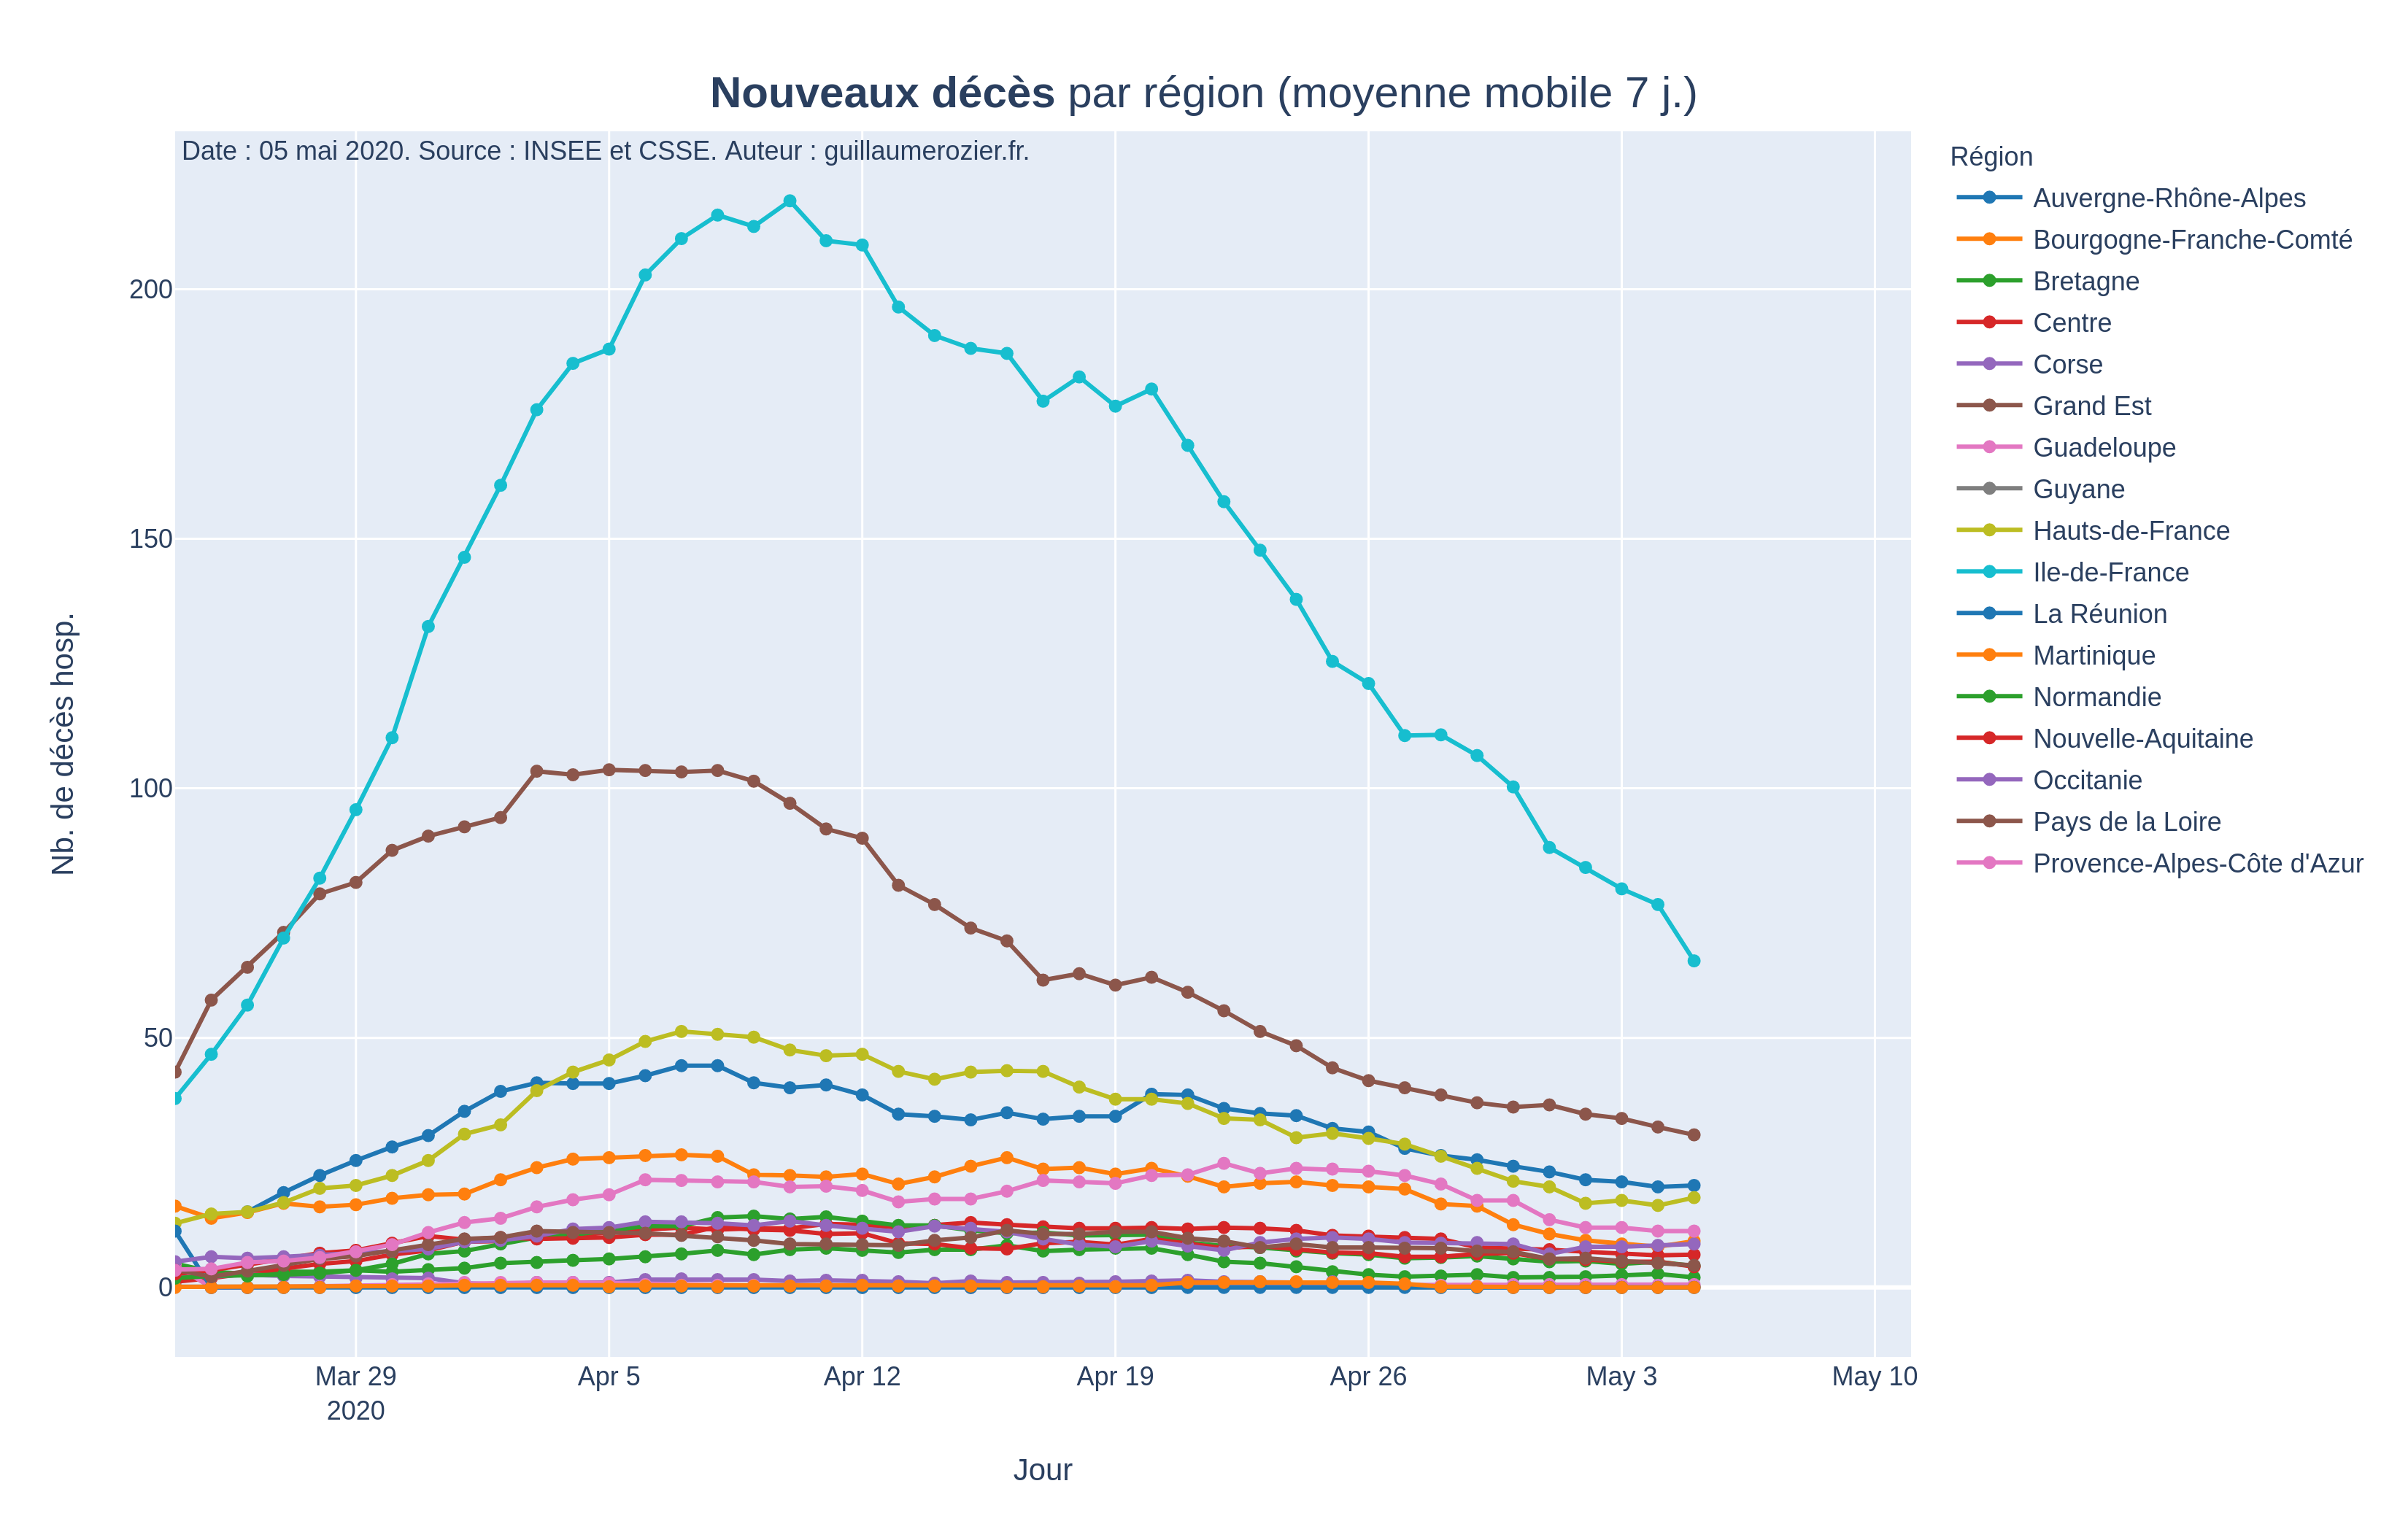 Nouveaux décès par région (moyenne mobile 7 j.)
Date : 05 mai 2020. Source : INSEE et CSSE. Auteur : guillaumerozier.fr.
Région
Auvergne-Rhône-Alpes
Bourgogne-Franche-Comté
Bretagne
Centre
Corse
Grand Est
Guadeloupe
Guyane
Hauts-de-France
Ile-de-France
La Réunion
Martinique
Normandie
Nouvelle-Aquitaine
Occitanie
Pays de la Loire
Provence-Alpes-Côte d'Azur
Nb. de décès hosp.
200
150
100
50
0
Mar 29
2020
Apr 5
Apr 12
Apr 19
Apr 26
May 3
May 10
Jour